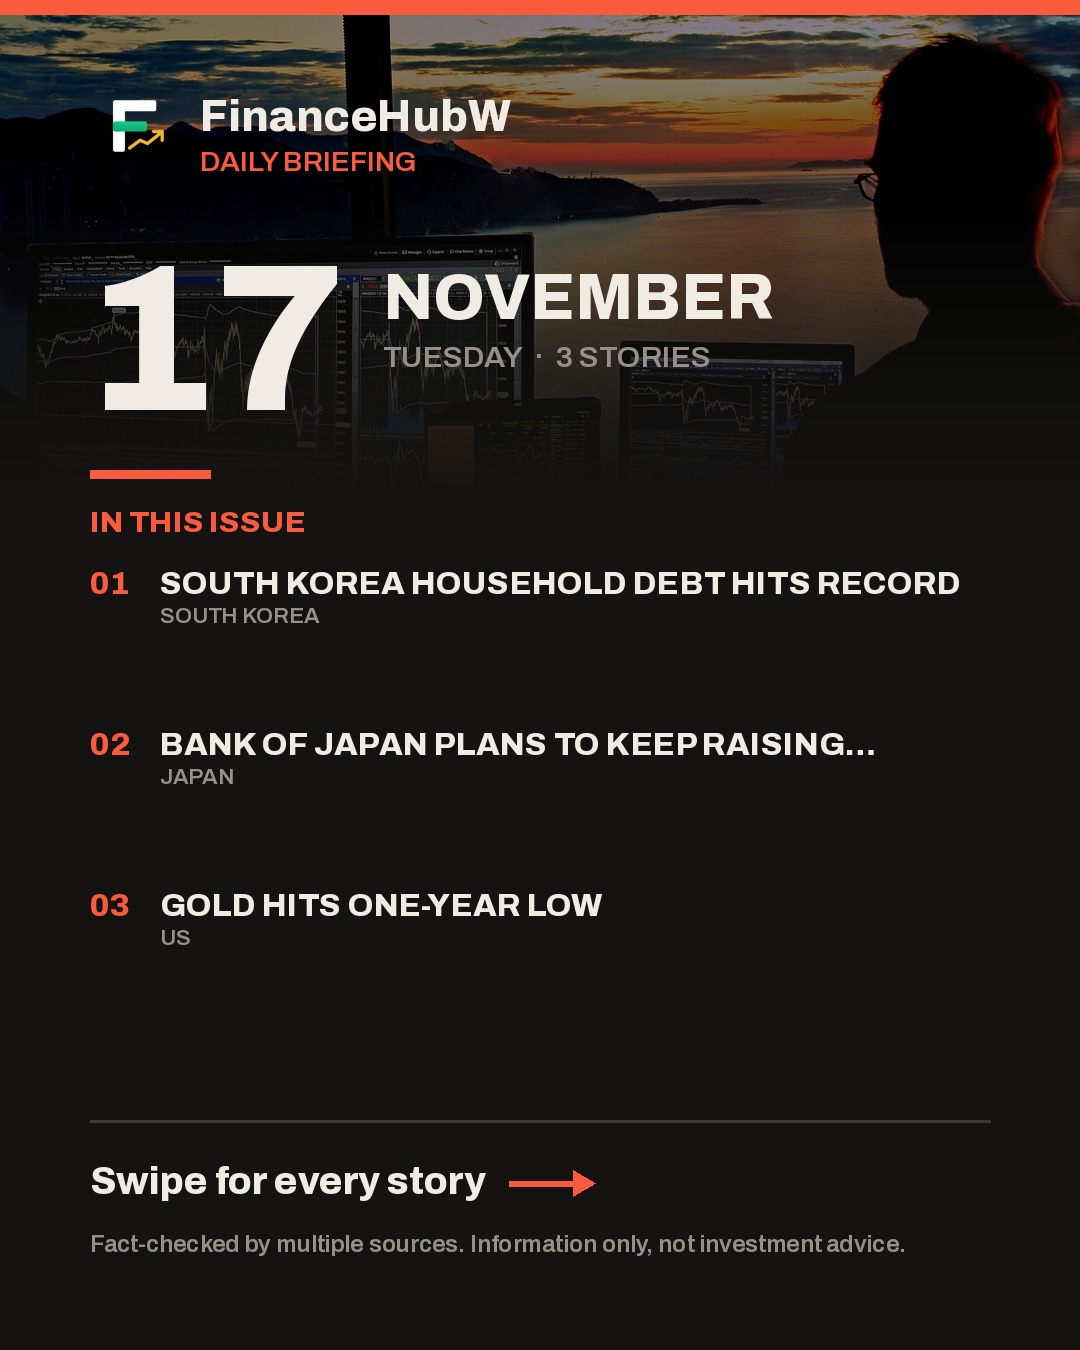 FinanceHubW
DAILY BRIEFING
17
NOVEMBER
TUESDAY · 3 STORIES
IN THIS ISSUE
01 SOUTH KOREA HOUSEHOLD DEBT HITS RECORD
SOUTH KOREA
02 BANK OF JAPAN PLANS TO KEEP RAISING...
JAPAN
03 GOLD HITS ONE-YEAR LOW
US
Swipe for every story
Fact-checked by multiple sources. Information only, not investment advice.